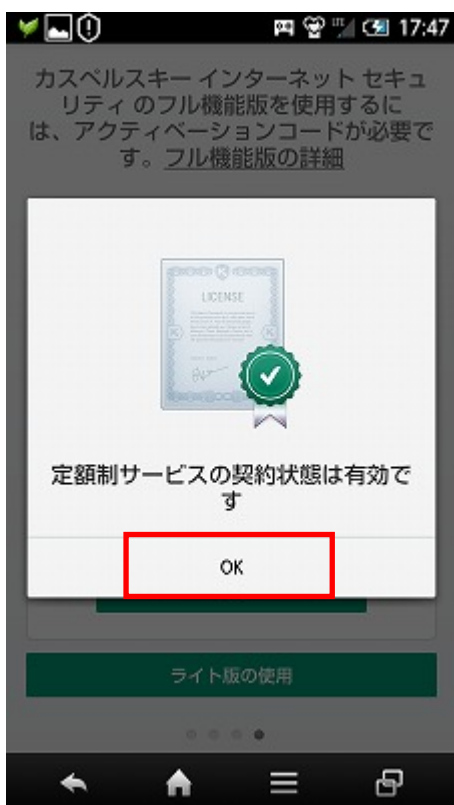 17:47
カスペルスキー インターネット セキュ
リティ のフル機能版を使用するに
は、アクティベーションコードが必要で
す。フル機能版の詳細
LICENSE
定額制サービスの契約状態は有効で
す
OK
ライト版の使用